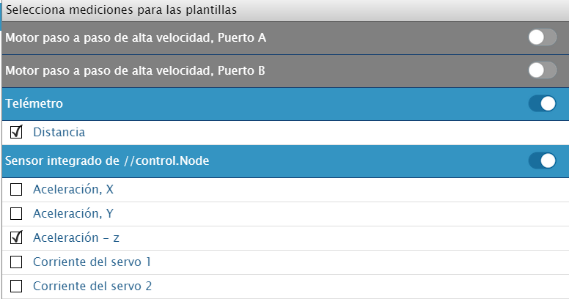 Selecciona mediciones para las plantillas
Motor paso a paso de alta velocidad, Puerto A
Motor paso a paso de alta velocidad, Puerto B
Telémetro
Distancia
Sensor integrado de //control.Node
Aceleración, X
Aceleración, Y
Aceleración - z
Corriente del servo 1
Corriente del servo 2